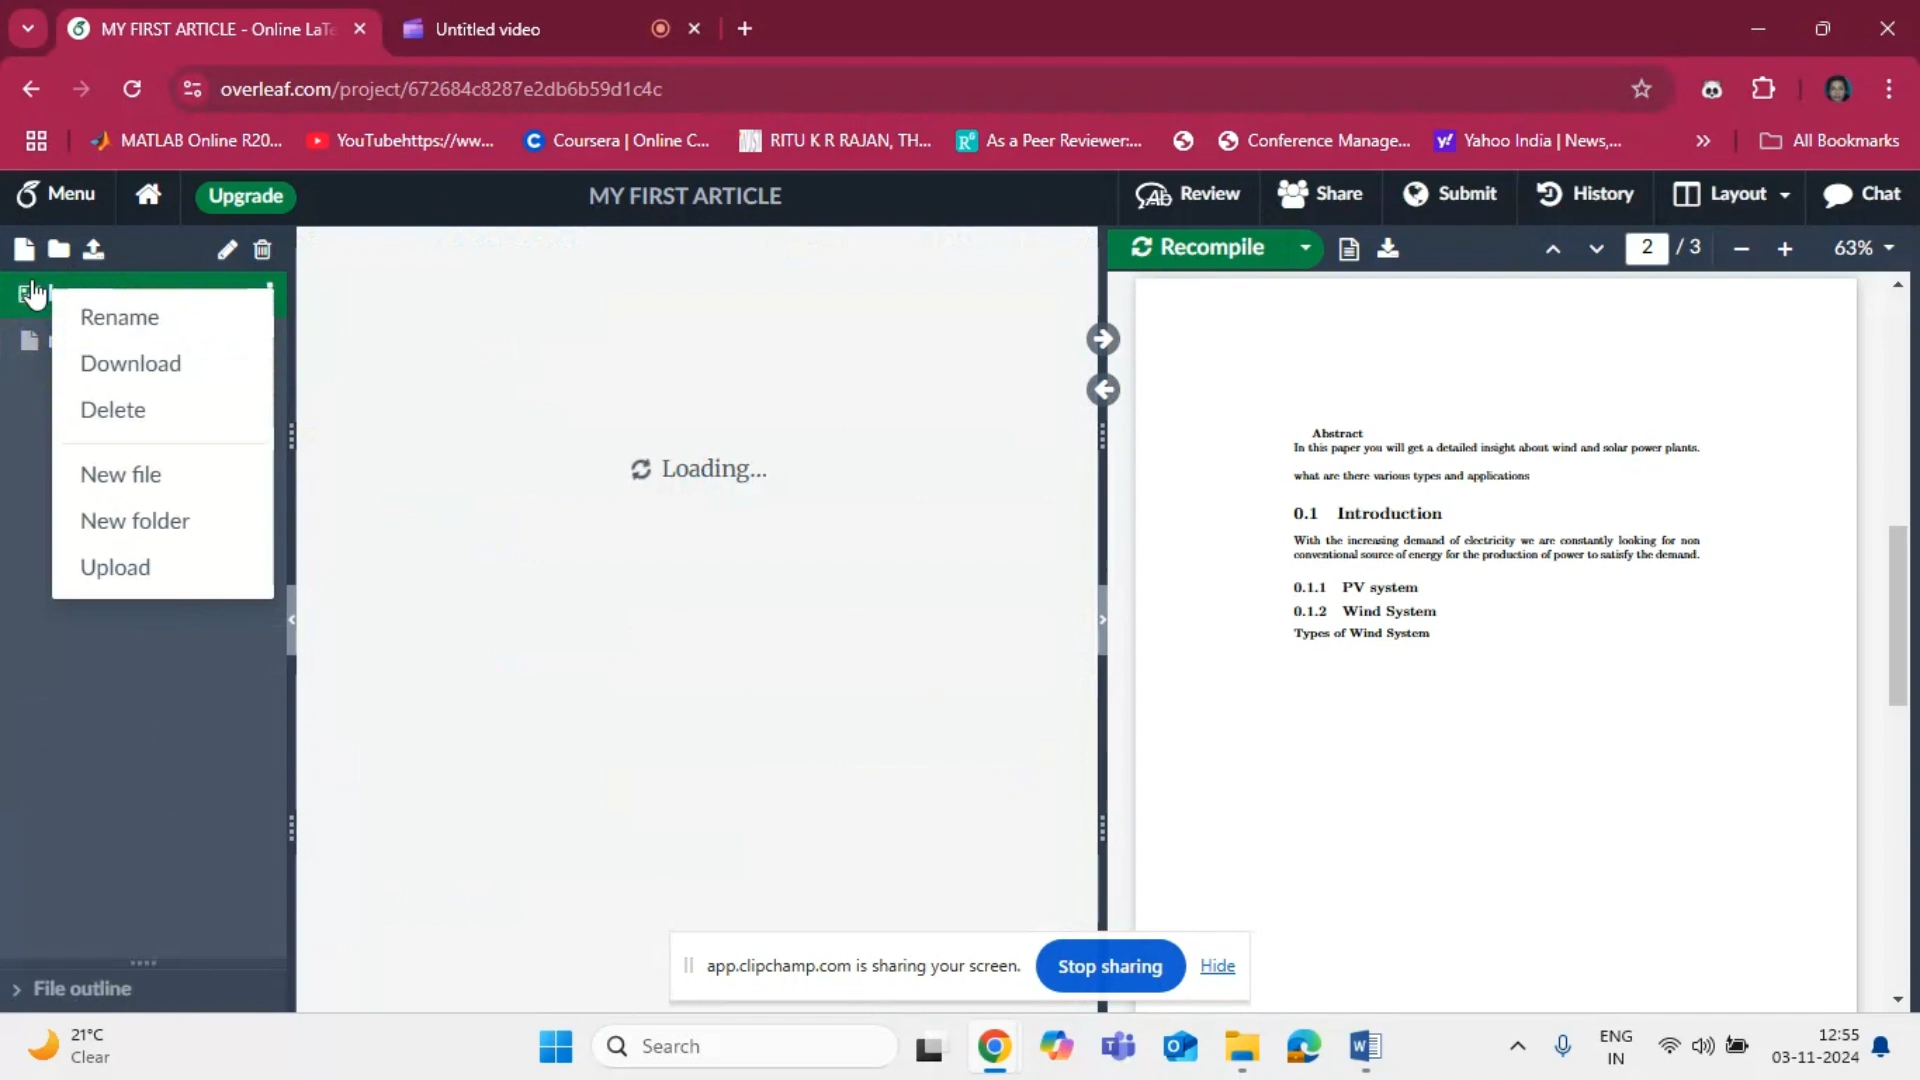 MY FIRST ARTICLE - Online LaTe
Untitled video
overleaf.com/project/672684c8287e2db6b59d1c4c
MATLAB Online R20...
YouTubehttps://ww...
Coursera | Online C...
RITU K R RAJAN, TH...
As a Peer Reviewer:...
Conference Manage...
Yahoo India | News,...
All Bookmarks
Menu
Upgrade
MY FIRST ARTICLE
Review
Share
Submit
History
Layout
Chat
Recompile
2 / 3
63%
Rename
Download
Delete
New file
New folder
Upload
Loading...
Abstract
In this paper you will get a detailed insight about wind and solar power plants.
what are there various types and applications
0.1 Introduction
With the increasing demand of electricity we are constantly looking for non
conventional source of energy for the production of power to satisfy the demand.
0.1.1 PV system
0.1.2 Wind System
Types of Wind System
File outline
app.clipchamp.com is sharing your screen.
Stop sharing
Hide
21°C
Clear
Search
ENG
IN
12:55
03-11-2024